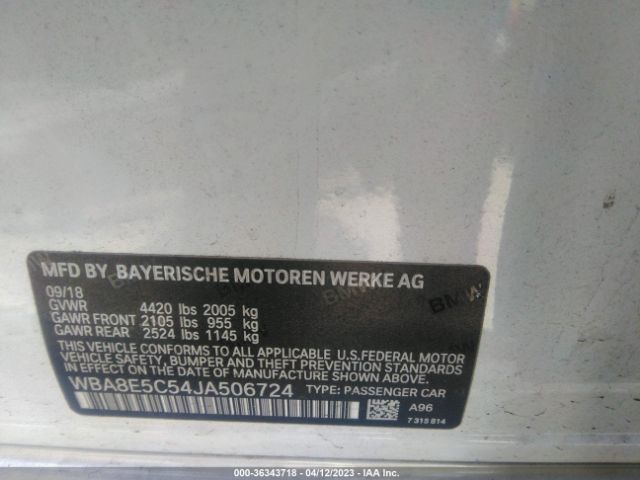 MFD BY BAYERISCHE MOTOREN WERKE AG
09/18
GVWR 4420 lbs 2005 kg
GAWR FRONT 2105 lbs 955 kg
GAWR REAR 2524 lbs 1145 kg
THIS VEHICLE CONFORMS TO ALL APPLICABLE U.S.FEDERAL MOTOR
VEHICLE SAFETY, BUMPER AND THEFT PREVENTION STANDARDS
IN EFFECT ON THE DATE OF MANUFACTURE SHOWN ABOVE.
WBA8E5C54JA506724 TYPE: PASSENGER CAR
A96
7 315 814
000-36343718 - 04/12/2023 - IAA Inc.